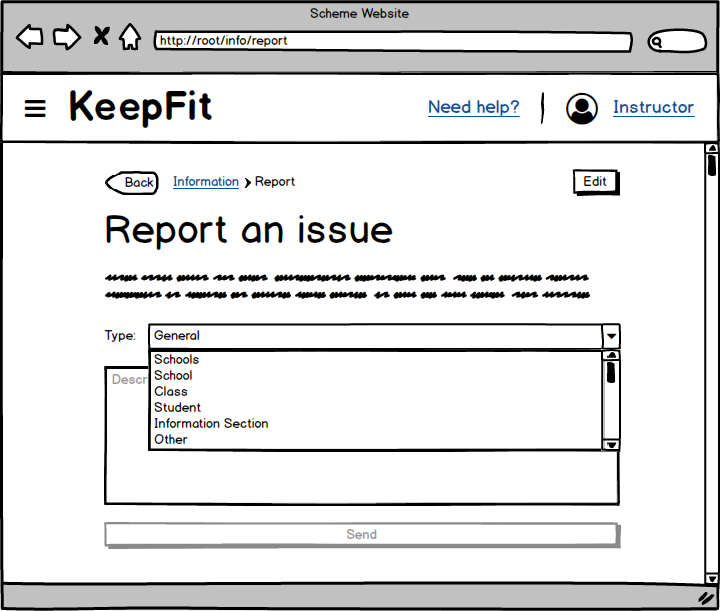 Scheme Website
http://root/info/report
KeepFit
Need help?
Instructor
Back
Information
Report
Edit
Report an issue
Type:
General
Schools
School
Class
Student
Information Section
Other
Descr
Send